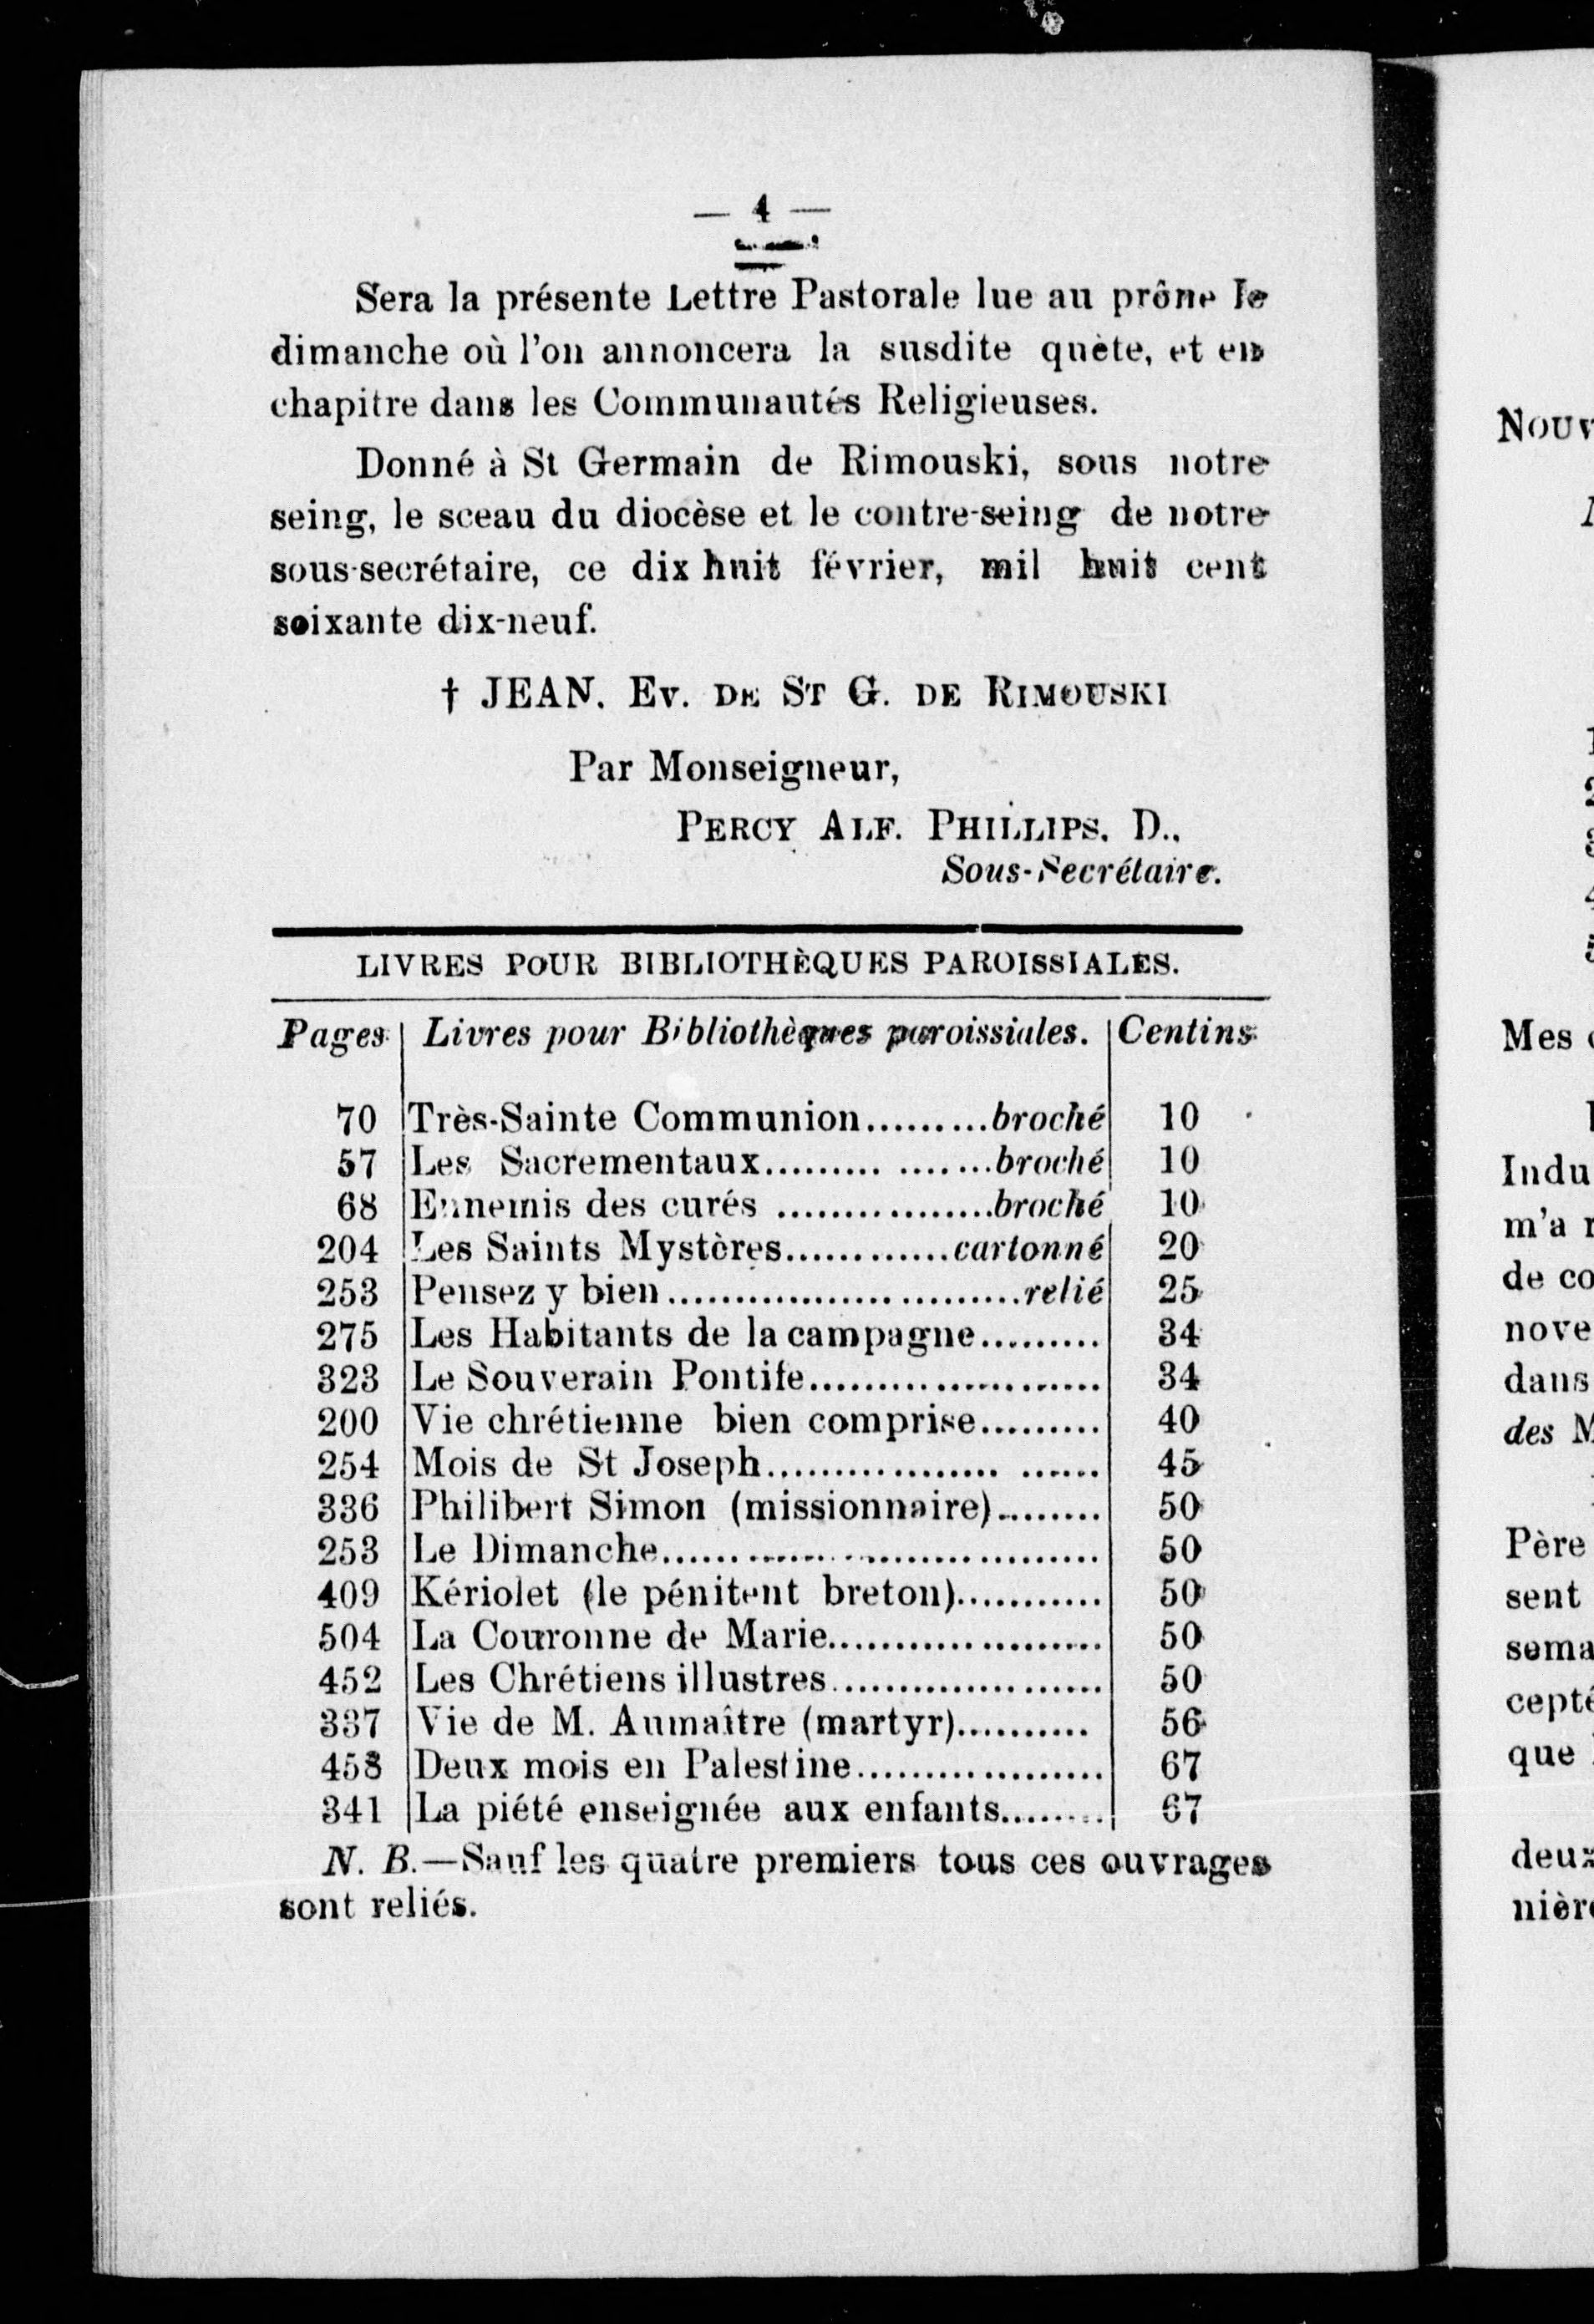 — 4 —
Sera la présente Lettre Pastorale lue au prône le
dimanche où l'on annoncera la susdite quète, et en
chapitre dans les Communautés Religieuses.
Donné à St Germain de Rimouski, sous notre
seing, le sceau du diocèse et le contre-seing de notre
sous-secrétaire, ce dix huit février, mil huit cent
soixante dix-neuf.
† JEAN. Ev. DE ST G. DE RIMOUSKI
Par Monseigneur,
PERCY ALF. PHILLIPS. D.,
Sous-Secrétaire.
LIVRES POUR BIBLIOTHÈQUES PAROISSIALES.
Pages Livres pour Bibliothèques paroissiales. Centins
70 Très-Sainte Communion.........broché 10
57 Les Sacrementaux................broché 10
68 Ennemis des curés ................broché 10
204 Les Saints Mystères............cartonné 20
253 Pensez y bien..........................relié 25
275 Les Habitants de la campagne......... 34
323 Le Souverain Pontife..................... 34
200 Vie chrétienne bien comprise......... 40
254 Mois de St Joseph........................ 45
336 Philibert Simon (missionnaire)........ 50
253 Le Dimanche................................ 50
409 Kériolet (le pénitent breton)........... 50
504 La Couronne de Marie.................... 50
452 Les Chrétiens illustres.................... 50
337 Vie de M. Aumaître (martyr).......... 56
458 Deux mois en Palestine.................. 67
341 La piété enseignée aux enfants........ 67
N. B.—Sauf les quatre premiers tous ces ouvrages
sont reliés.
Mes
Indu
m'a
de co
nove
dans
des M
Père
sent
sema
cepté
que
deux
nière